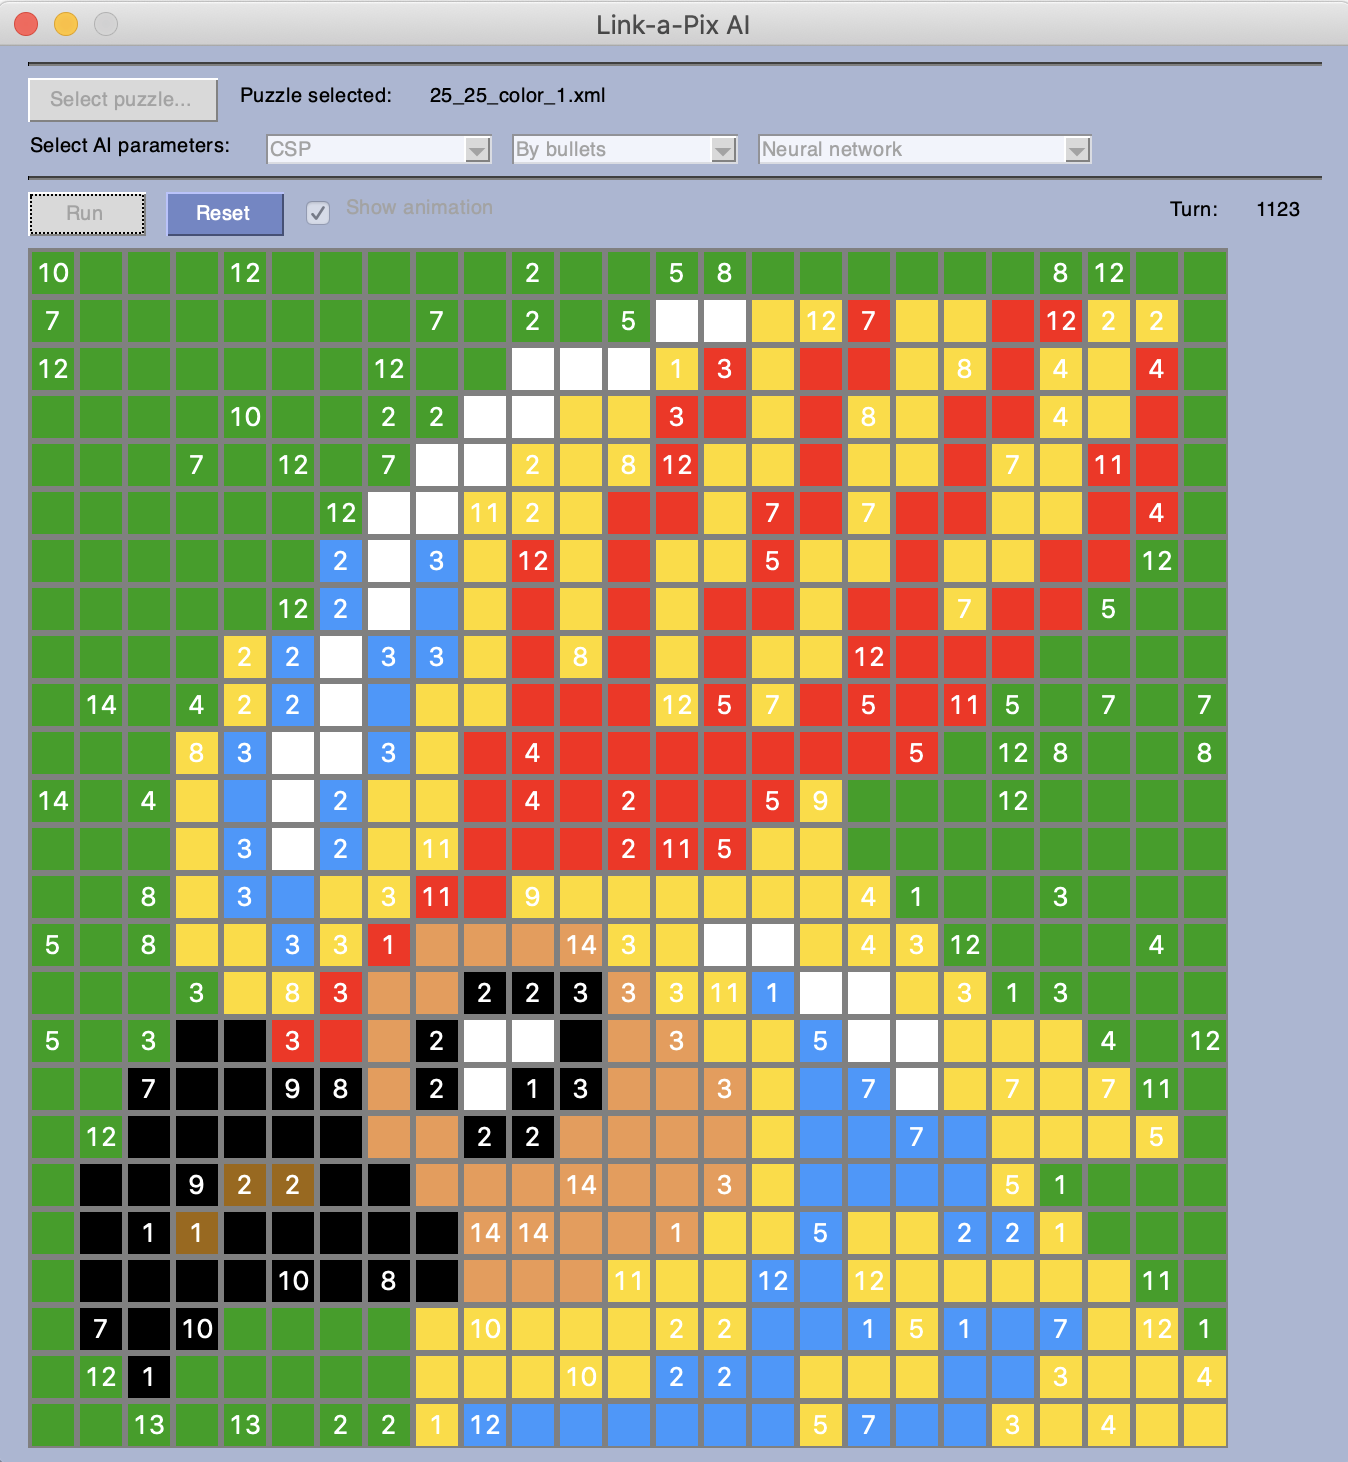 Link-a-Pix AI
Select puzzle... Puzzle selected: 25_25_color_1.xml
Select AI parameters: CSP By bullets Neural network
Run Reset Show animation Turn: 1123
10 12 2 5 8 8 12
7 7 2 5 12 7 12 2 2
12 12 1 3 8 4 4
10 2 2 3 8 4
7 12 7 2 8 12 7 11
12 11 2 7 7 4
2 3 12 5 12
12 2 7 5
2 2 3 3 8 12
14 4 2 2 12 5 7 5 11 5 7 7
8 3 3 4 5 12 8 8
14 4 2 4 2 5 9 12
3 2 11 2 11 5
8 3 3 11 9 4 1 3
5 8 3 3 1 14 3 4 3 12 4
3 8 3 2 2 3 3 3 11 1 3 1 3
5 3 3 2 3 5 4 12
7 9 8 2 1 3 3 7 7 7 11
12 2 2 7 5
9 2 2 14 3 5 1
1 1 14 14 1 5 2 2 1
10 8 11 12 12 11
7 10 10 2 2 1 5 1 7 12 1
12 1 10 2 2 3 4
13 13 2 2 1 12 5 7 3 4